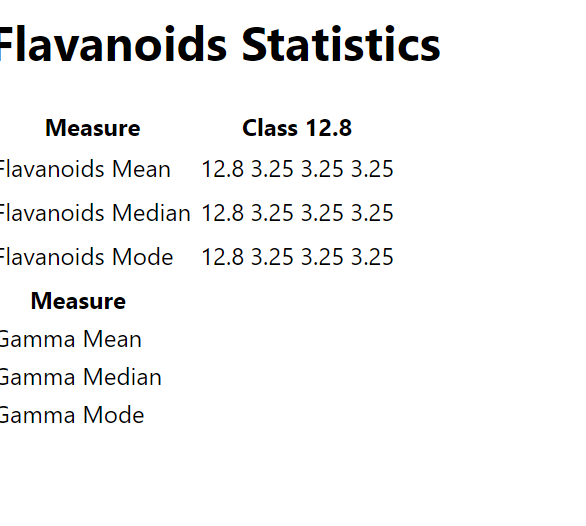 Flavanoids Statistics
Measure Class 12.8
Flavanoids Mean 12.8 3.25 3.25 3.25
Flavanoids Median 12.8 3.25 3.25 3.25
Flavanoids Mode 12.8 3.25 3.25 3.25
Measure
Gamma Mean
Gamma Median
Gamma Mode